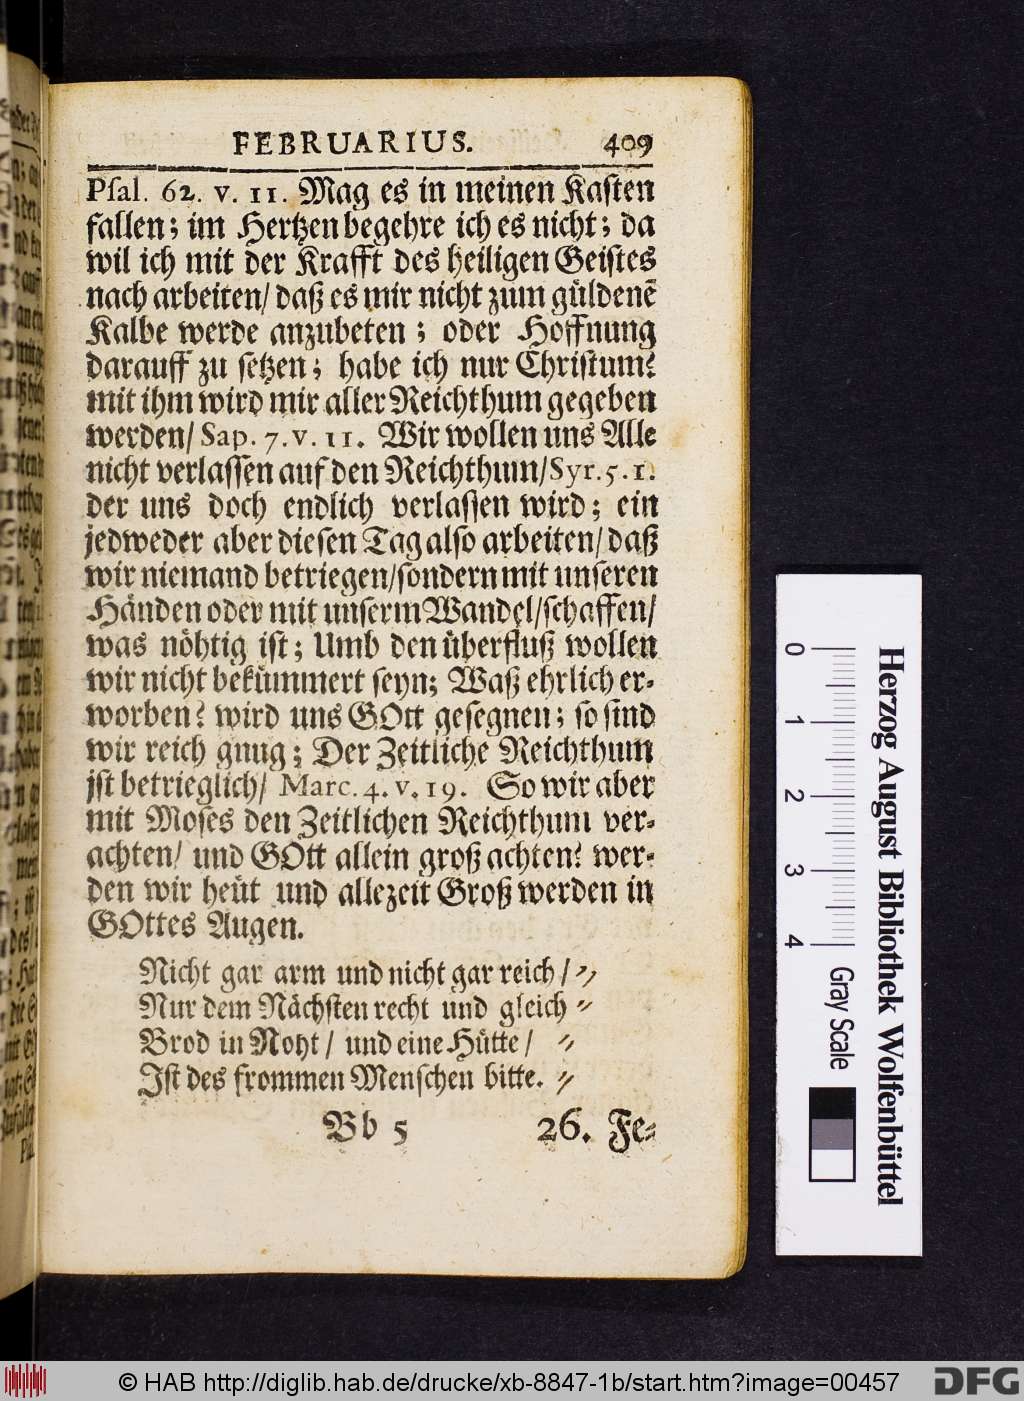 FEBRUARIUS. 409
Psal. 62. v. 11. Mag es in meinen Kasten
fallen; im Hertzen begehre ich es nicht; da
wil ich mit der Krafft des heiligen Geistes
nach arbeiten/ daß es mir nicht zum güldenē
Kalbe werde anzubeten; oder Hoffnung
darauff zu setzen; habe ich nur Christum?
mit ihm wird mir aller Reichthum gegeben
werden/ Sap. 7. v. 11. Wir wollen uns Alle
nicht verlassen auf den Reichthum/ Syr. 5. 1.
der uns doch endlich verlassen wird; ein
jedweder aber diesen Tag also arbeiten/ daß
wir niemand betriegen/ sondern mit unseren
Händen oder mit unserm Wandel/ schaffen/
was nöhtig ist; Umb den überfluß wollen
wir nicht bekümmert seyn; Waß ehrlich er-
worben? wird uns GOtt gesegnen; so sind
wir reich gnug; Der Zeitliche Reichthum
ist betrieglich/ Marc. 4. v. 19. So wir aber
mit Moses den Zeitlichen Reichthum ver-
achten/ und GOtt allein groß achten? wer-
den wir heüt und allezeit Groß werden in
GOttes Augen.
Nicht gar arm und nicht gar reich / "
Nur dem Nächsten recht und gleich "
Brod in Noht / und eine Hütte / "
Ist des frommen Menschen bitte. "
Bb 5 26. Fe-
0 1 2 3 4 Gray Scale
Herzog August Bibliothek Wolfenbüttel
© HAB http://diglib.hab.de/drucke/xb-8847-1b/start.htm?image=00457
DFG